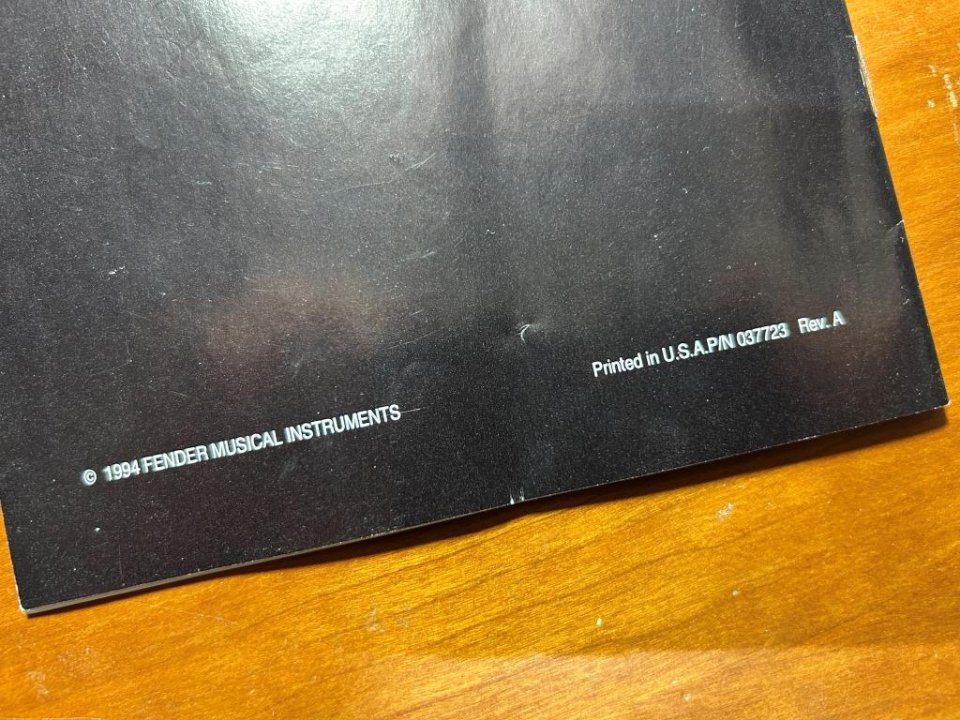 © 1994 FENDER MUSICAL INSTRUMENTS
Printed in U.S.A.P/N 037723 Rev. A